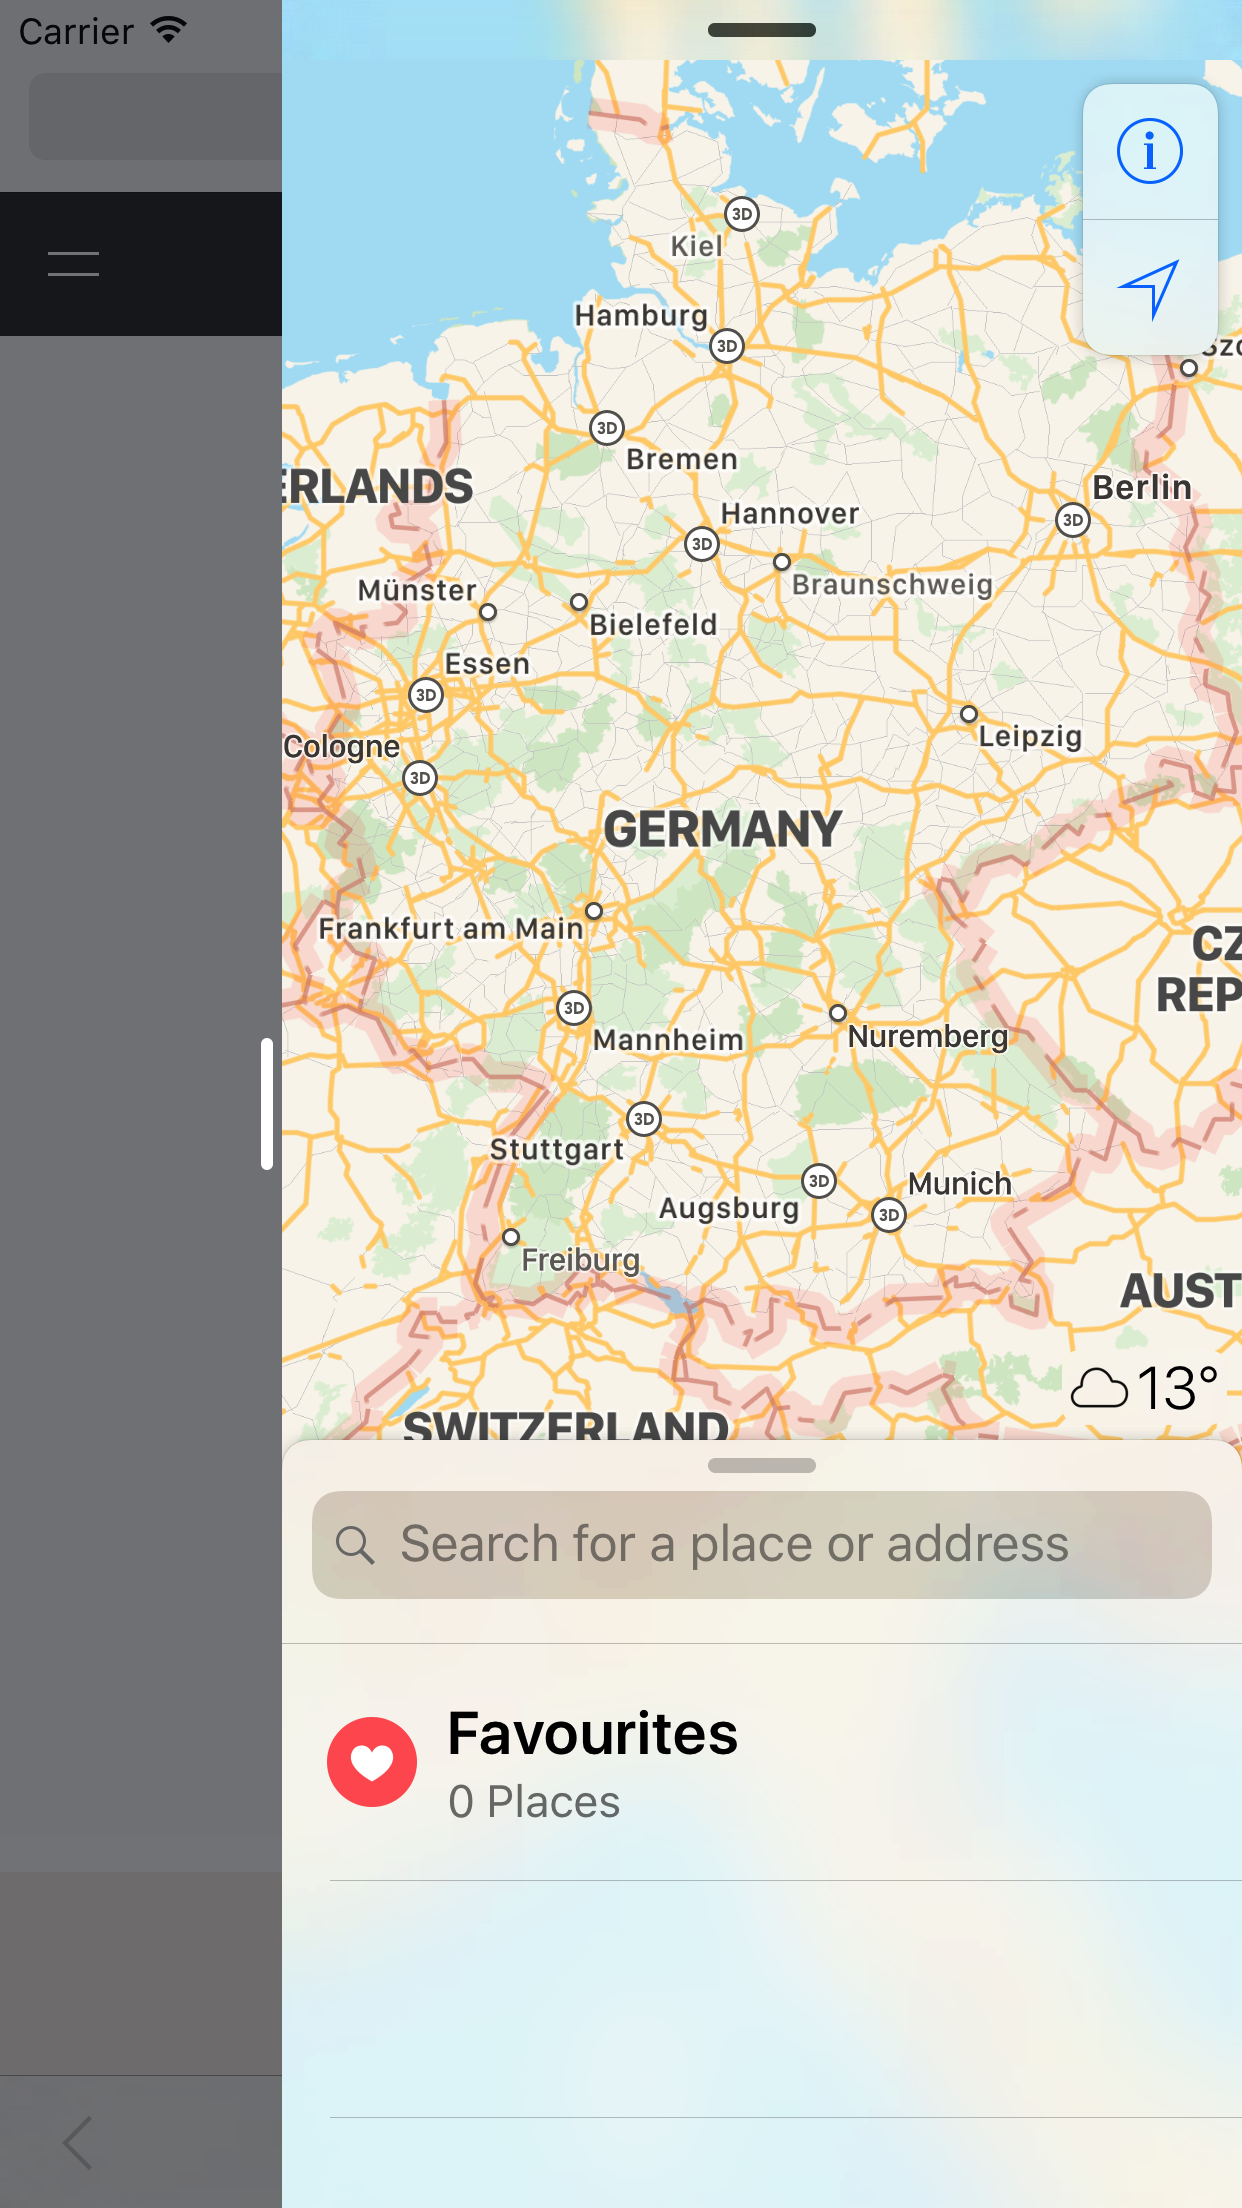 Carrier
3D
Kiel
Hamburg
3D
Szc
3D
Bremen
ERLANDS
Berlin
3D
Hannover
3D
Braunschweig
Münster
Bielefeld
Essen
3D
Leipzig
Cologne
3D
GERMANY
Frankfurt am Main
CZ
REP
3D
Mannheim
Nuremberg
3D
Stuttgart
3D
Munich
Augsburg
3D
Freiburg
AUST
13°
SWITZERLAND
Search for a place or address
Favourites
0 Places